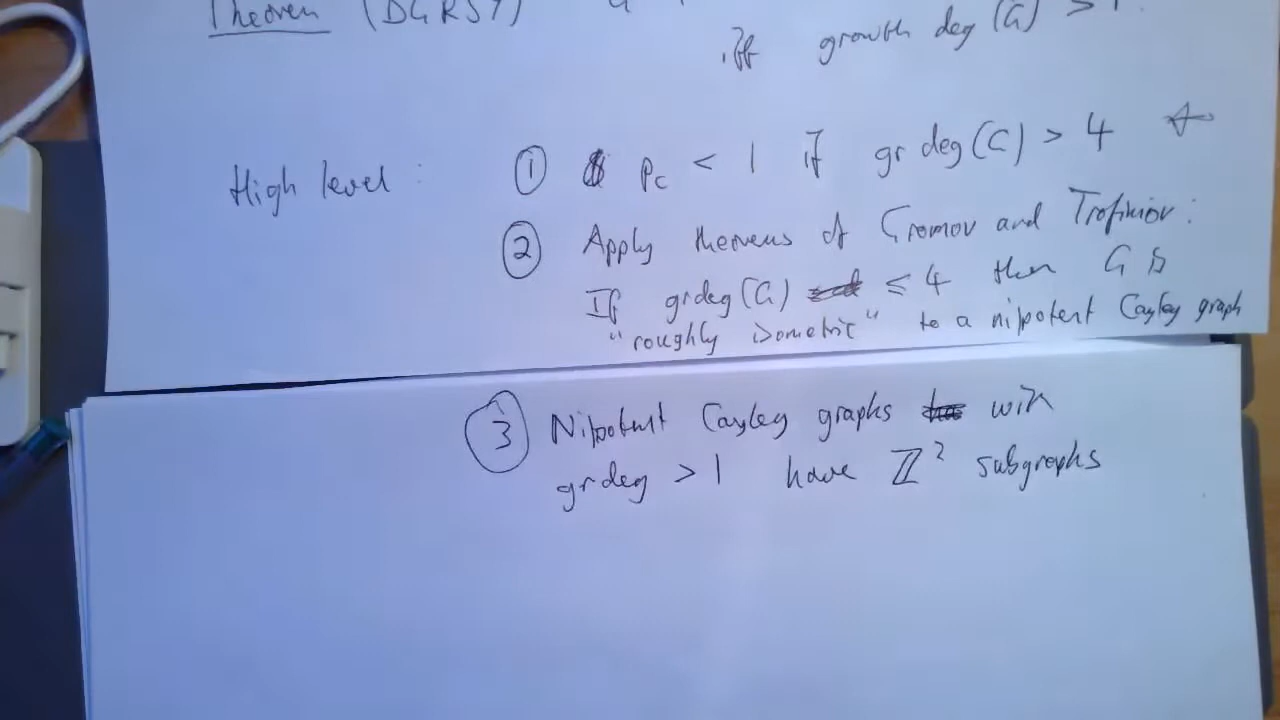 Theorem (DGRSY) G
iff growth deg (G) > 1.
High level : ① p_c < 1 if gr deg (G) > 4
② Apply theorems of Gromov and Trofimov :
If grdeg (G) ≤ 4 then G is
"roughly isometric" to a nilpotent Cayley graph
③ Nilpotent Cayley graphs with
grdeg > 1 have ℤ² subgraphs